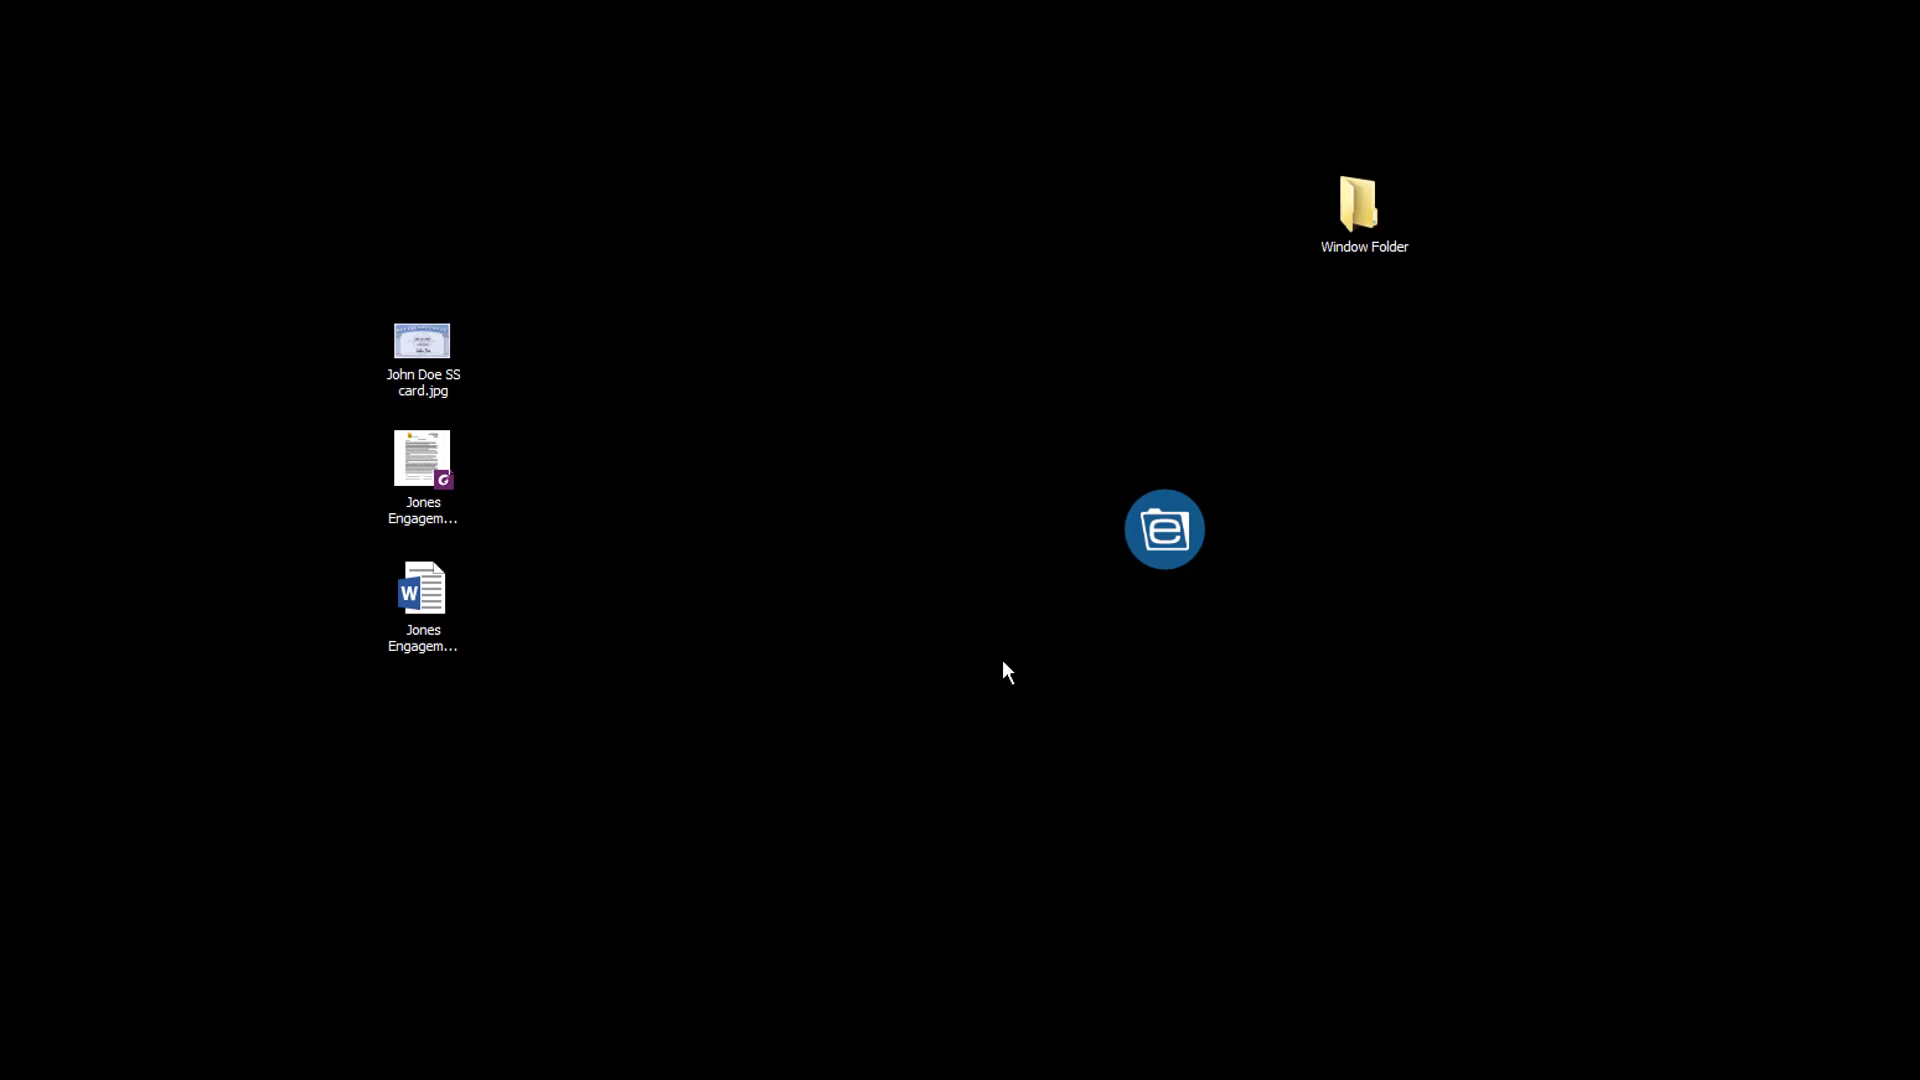 Window Folder
John Doe SS
card.jpg
Jones
Engagem...
W
Jones
Engagem...
e